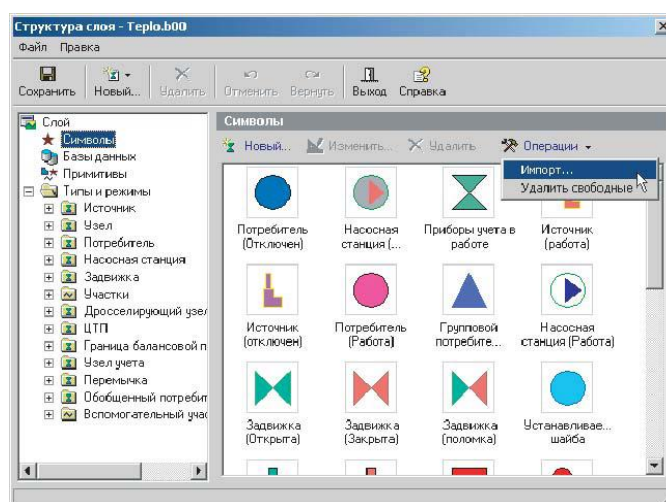 Структура слоя - Teplo.b00
Файл Правка
Сохранить Новый... Удалить Отменить Вернуть Выход Справка
Слой
Символы
Базы данных
Примитивы
Типы и режимы
Источник
Узел
Потребитель
Насосная станция
Задвижка
Участки
Дросселирующий узел
ЦТП
Граница балансовой п
Узел учета
Перемычка
Обобщенный потребит
Вспомогательный учас
Символы
Новый... Изменить... Удалить Операции
Импорт...
Удалить свободные
Потребитель (Отключен)
Насосная станция (...
Приборы учета в работе
Источник (работа)
Источник (отключен)
Потребитель (Работа)
Групповой потребите...
Насосная станция (Работа)
Задвижка (Открыта)
Задвижка (Закрыта)
Задвижка (поломка)
Устанавливае... шайба